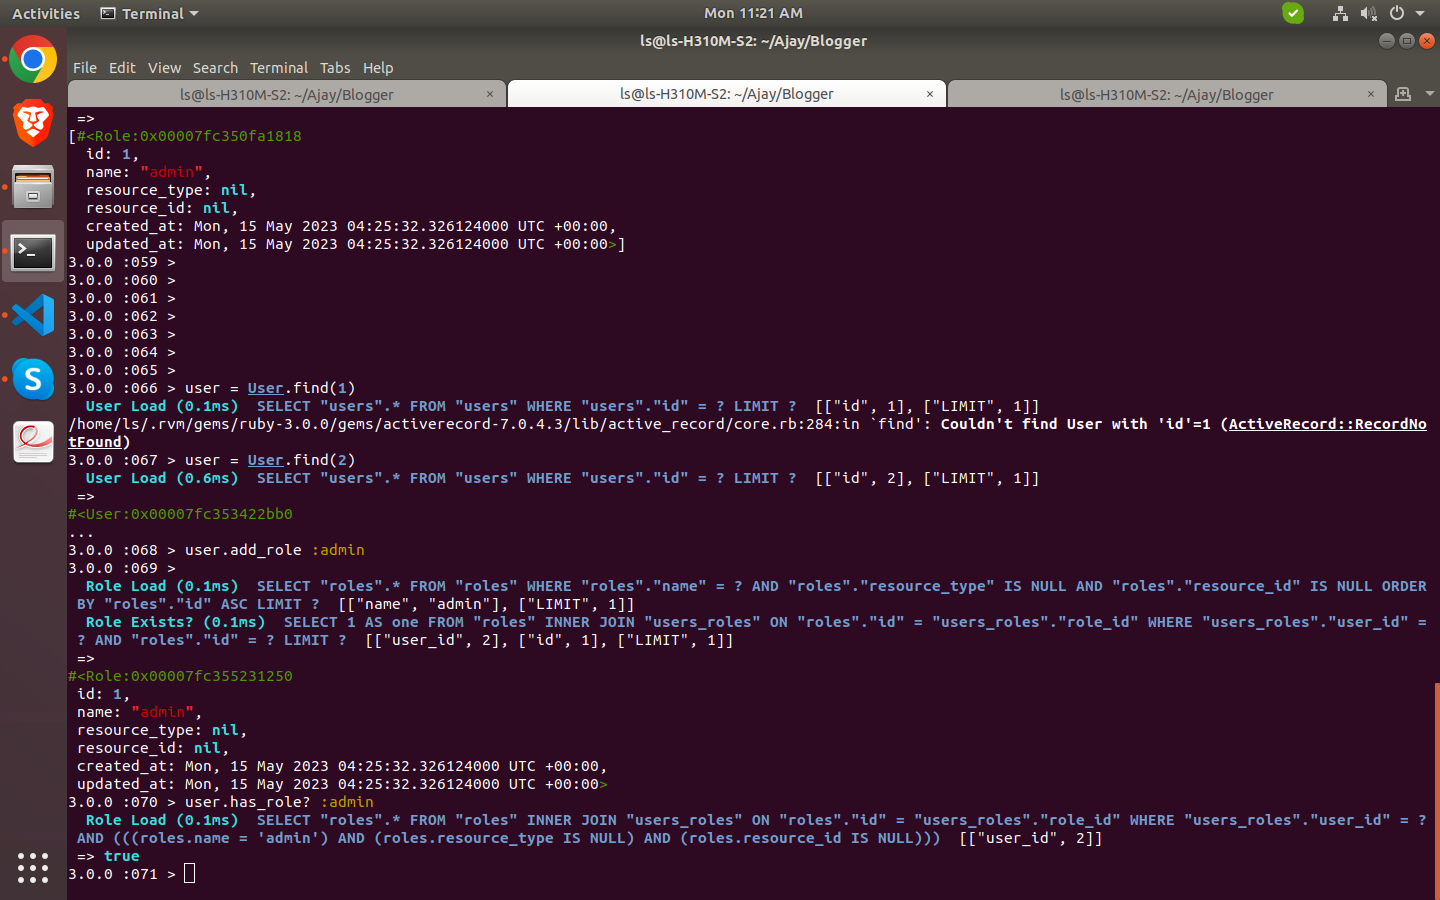 Activities Terminal Mon 11:21 AM
ls@ls-H310M-S2: ~/Ajay/Blogger
File Edit View Search Terminal Tabs Help
ls@ls-H310M-S2: ~/Ajay/Blogger × ls@ls-H310M-S2: ~/Ajay/Blogger × ls@ls-H310M-S2: ~/Ajay/Blogger ×
 =>
[#<Role:0x00007fc350fa1818
  id: 1,
  name: "admin",
  resource_type: nil,
  resource_id: nil,
  created_at: Mon, 15 May 2023 04:25:32.326124000 UTC +00:00,
  updated_at: Mon, 15 May 2023 04:25:32.326124000 UTC +00:00>]
3.0.0 :059 >
3.0.0 :060 >
3.0.0 :061 >
3.0.0 :062 >
3.0.0 :063 >
3.0.0 :064 >
3.0.0 :065 >
3.0.0 :066 > user = User.find(1)
  User Load (0.1ms)  SELECT "users".* FROM "users" WHERE "users"."id" = ? LIMIT ?  [["id", 1], ["LIMIT", 1]]
/home/ls/.rvm/gems/ruby-3.0.0/gems/activerecord-7.0.4.3/lib/active_record/core.rb:284:in `find': Couldn't find User with 'id'=1 (ActiveRecord::RecordNo
tFound)
3.0.0 :067 > user = User.find(2)
  User Load (0.6ms)  SELECT "users".* FROM "users" WHERE "users"."id" = ? LIMIT ?  [["id", 2], ["LIMIT", 1]]
 =>
#<User:0x00007fc353422bb0
...
3.0.0 :068 > user.add_role :admin
3.0.0 :069 >
  Role Load (0.1ms)  SELECT "roles".* FROM "roles" WHERE "roles"."name" = ? AND "roles"."resource_type" IS NULL AND "roles"."resource_id" IS NULL ORDER
 BY "roles"."id" ASC LIMIT ?  [["name", "admin"], ["LIMIT", 1]]
  Role Exists? (0.1ms)  SELECT 1 AS one FROM "roles" INNER JOIN "users_roles" ON "roles"."id" = "users_roles"."role_id" WHERE "users_roles"."user_id" =
 ? AND "roles"."id" = ? LIMIT ?  [["user_id", 2], ["id", 1], ["LIMIT", 1]]
 =>
#<Role:0x00007fc355231250
 id: 1,
 name: "admin",
 resource_type: nil,
 resource_id: nil,
 created_at: Mon, 15 May 2023 04:25:32.326124000 UTC +00:00,
 updated_at: Mon, 15 May 2023 04:25:32.326124000 UTC +00:00>
3.0.0 :070 > user.has_role? :admin
  Role Load (0.1ms)  SELECT "roles".* FROM "roles" INNER JOIN "users_roles" ON "roles"."id" = "users_roles"."role_id" WHERE "users_roles"."user_id" = ?
 AND (((roles.name = 'admin') AND (roles.resource_type IS NULL) AND (roles.resource_id IS NULL)))  [["user_id", 2]]
 => true
3.0.0 :071 >